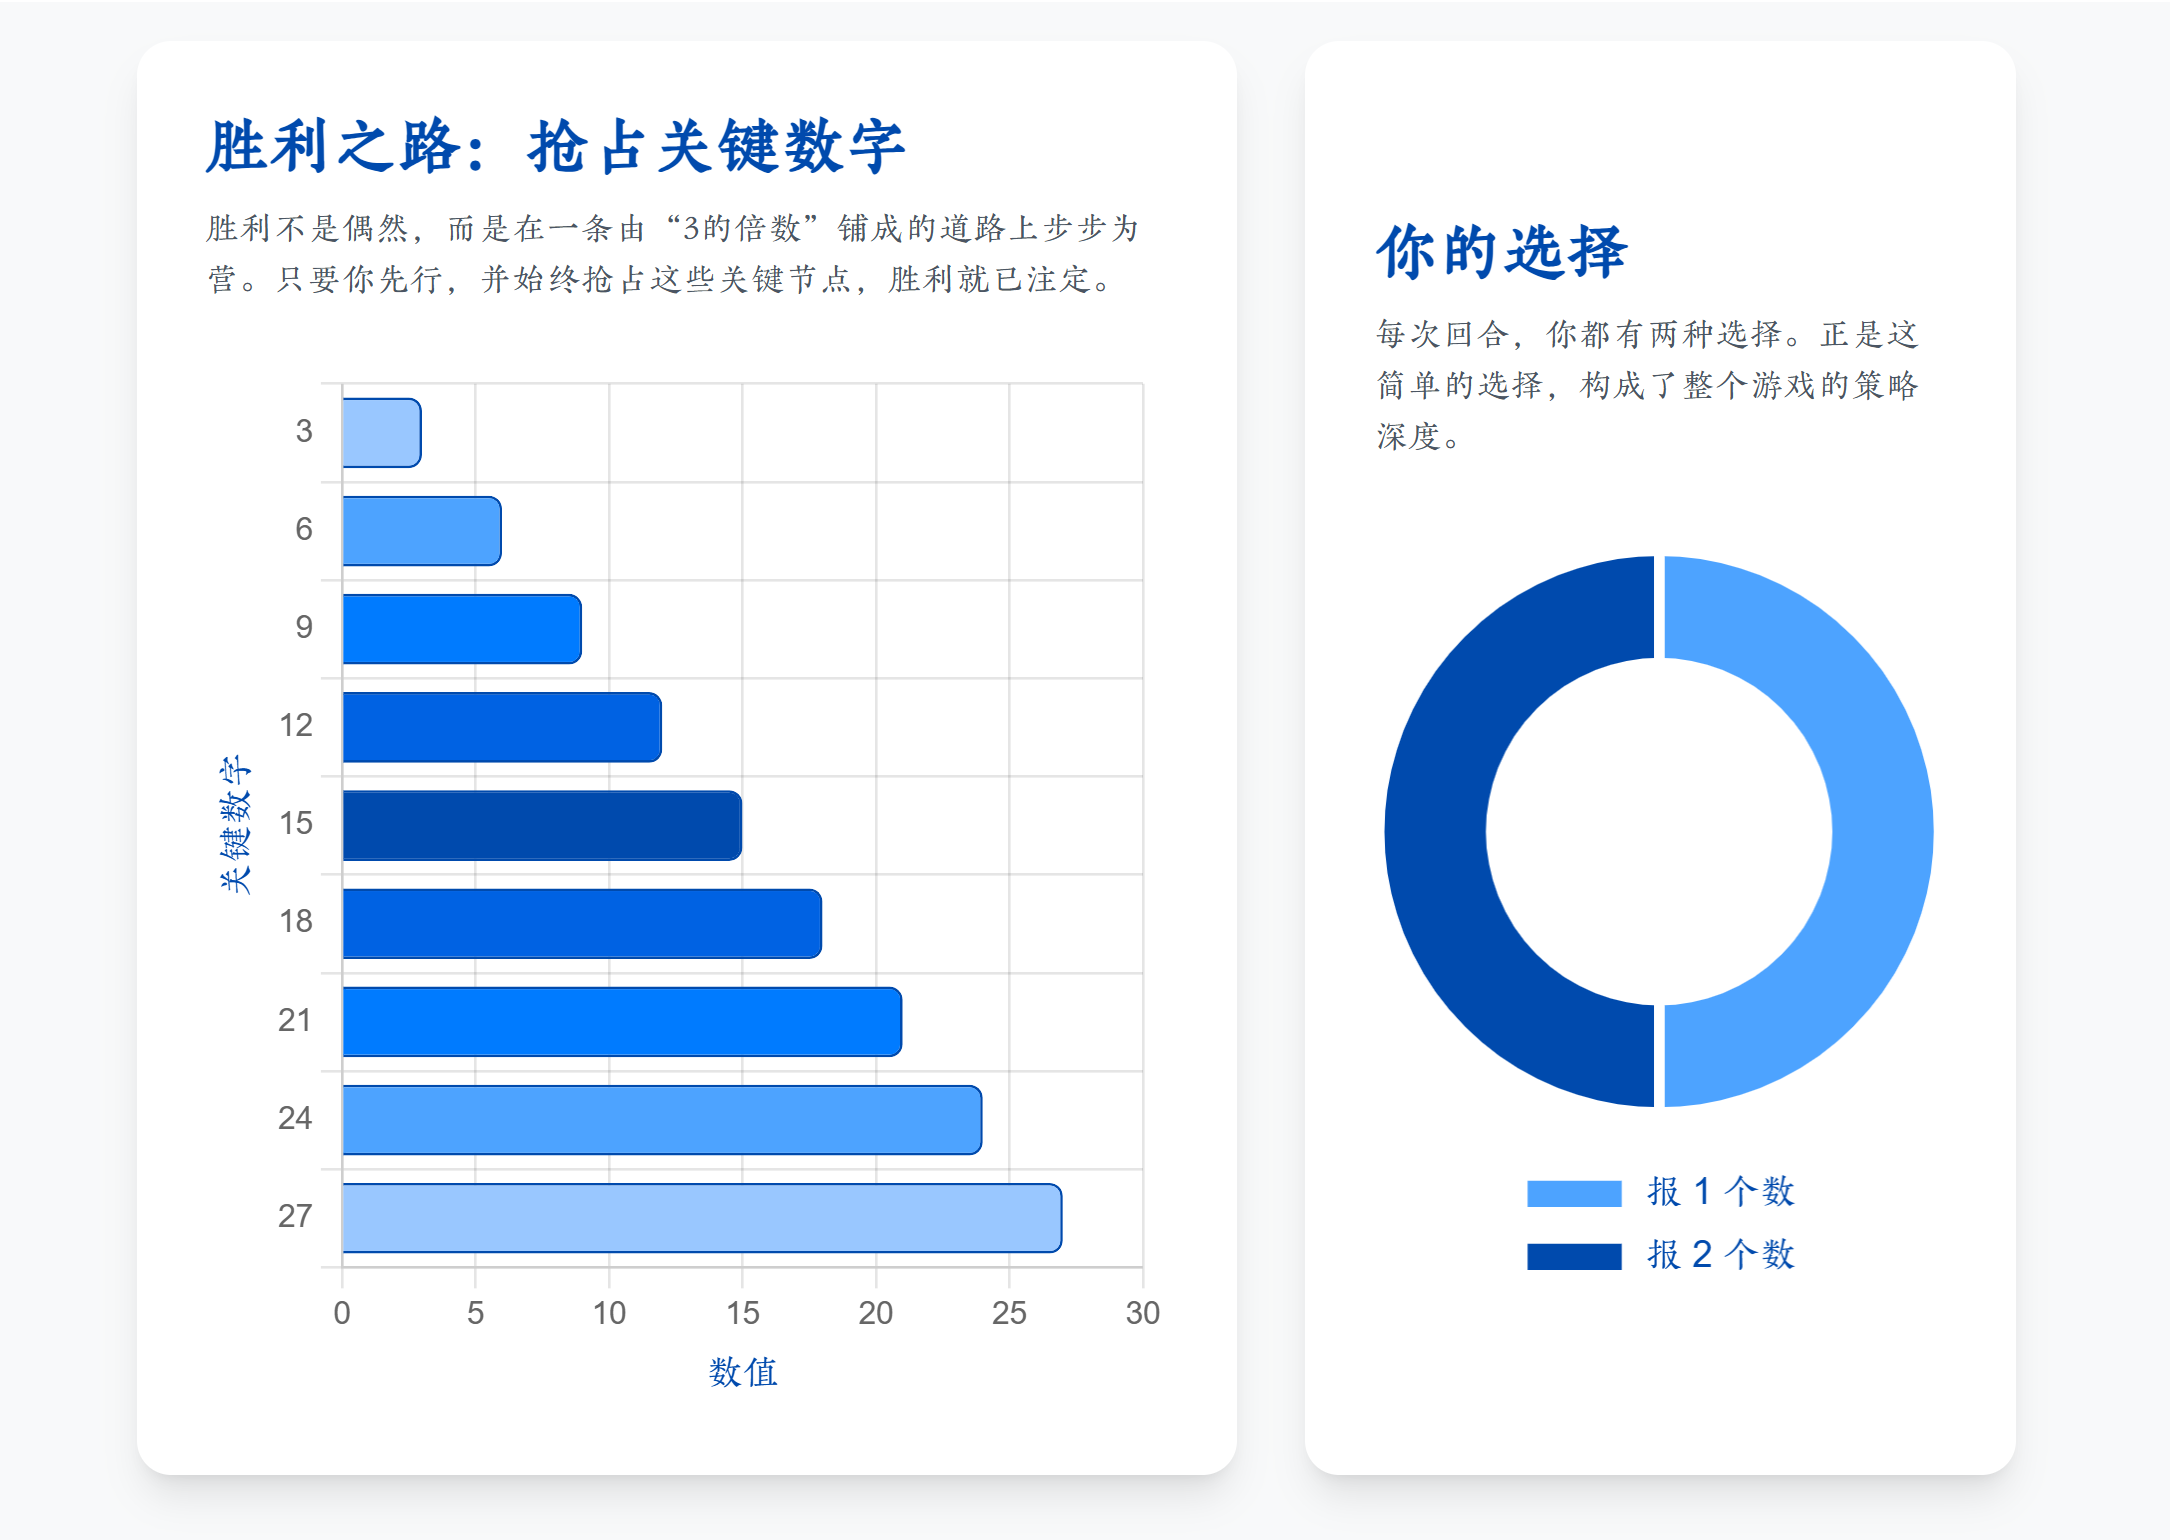 胜利之路：抢占关键数字
胜利不是偶然，而是在一条由“3的倍数”铺成的道路上步步为
营。只要你先行，并始终抢占这些关键节点，胜利就已注定。
关键数字
3
6
9
12
15
18
21
24
27
0 5 10 15 20 25 30
数值
你的选择
每次回合，你都有两种选择。正是这
简单的选择，构成了整个游戏的策略
深度。
报 1 个数
报 2 个数